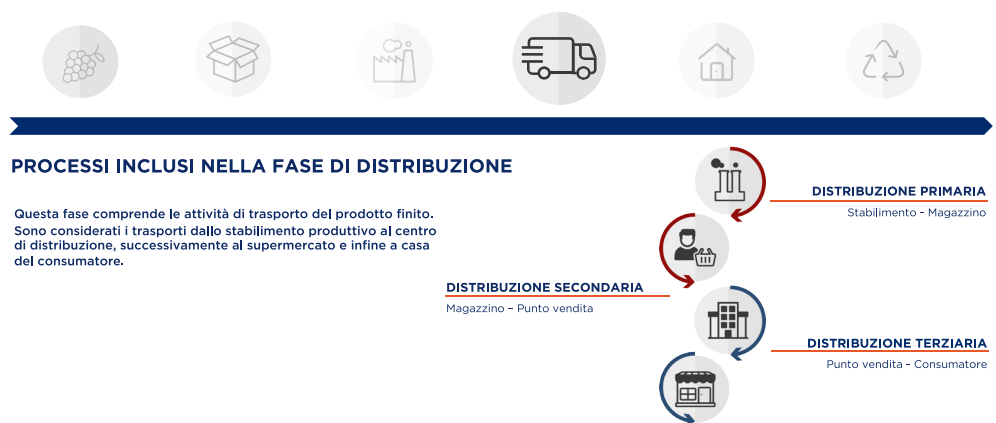 PROCESSI INCLUSI NELLA FASE DI DISTRIBUZIONE
Questa fase comprende le attività di trasporto del prodotto finito.
Sono considerati i trasporti dallo stabilimento produttivo al centro
di distribuzione, successivamente al supermercato e infine a casa
del consumatore.
DISTRIBUZIONE PRIMARIA
Stabilimento – Magazzino
DISTRIBUZIONE SECONDARIA
Magazzino – Punto vendita
DISTRIBUZIONE TERZIARIA
Punto vendita – Consumatore